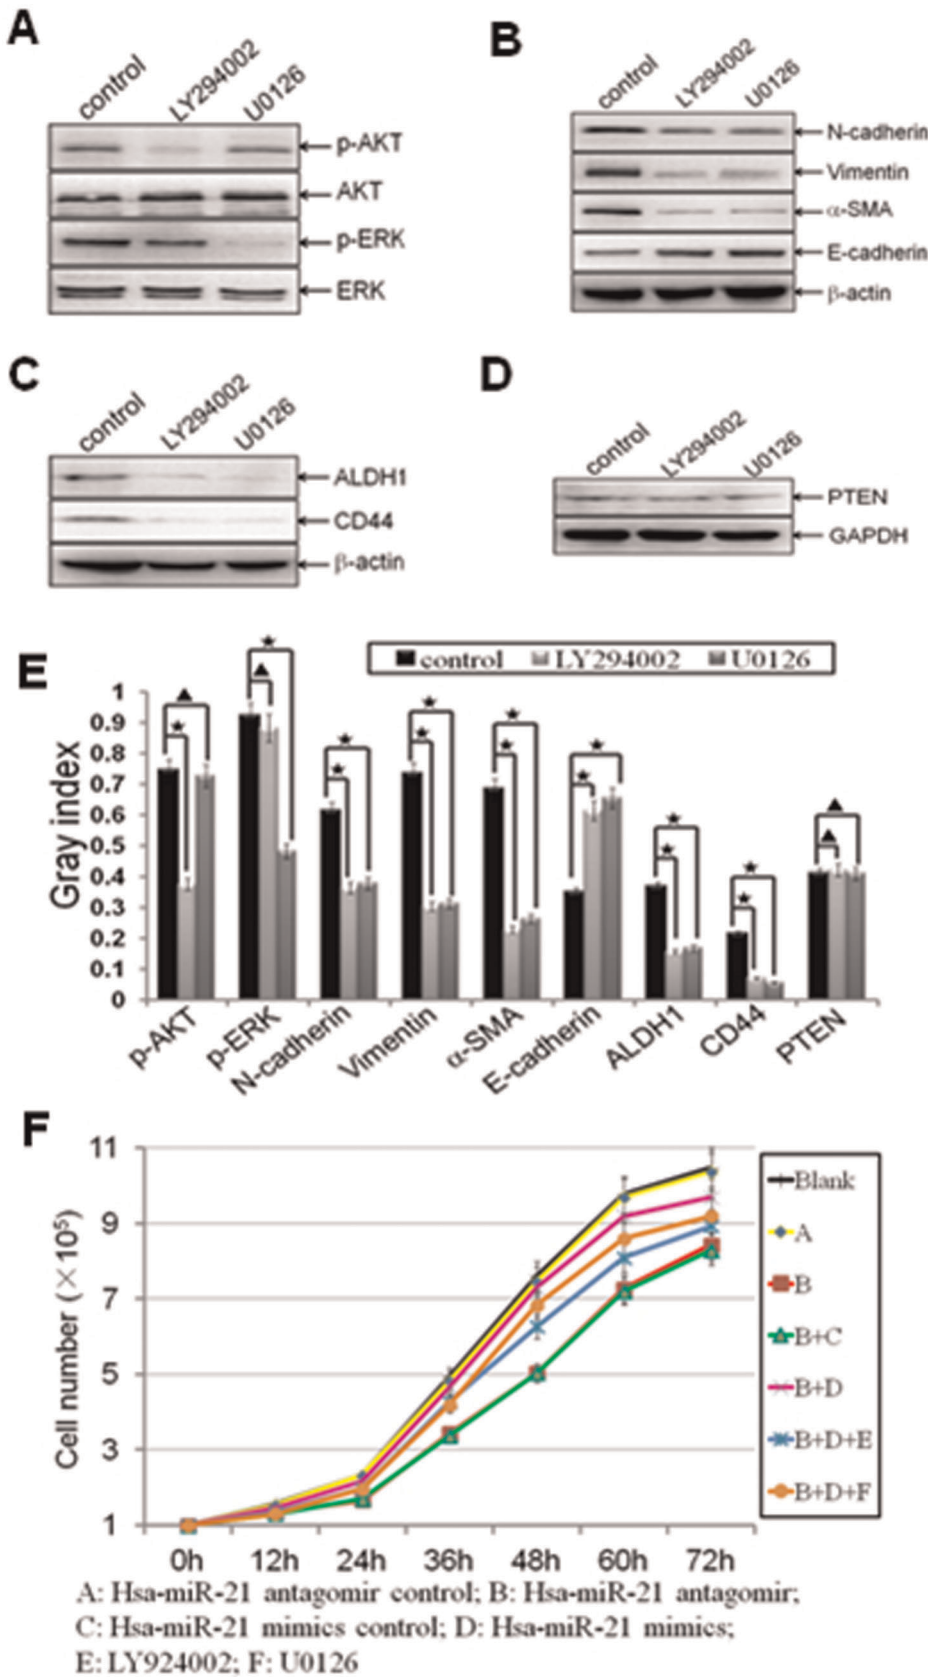 A
control LY294002 U0126
p-AKT
AKT
p-ERK
ERK
B
control LY294002 U0126
N-cadherin
Vimentin
α-SMA
E-cadherin
β-actin
C
control LY294002 U0126
ALDH1
CD44
β-actin
D
control LY294002 U0126
PTEN
GAPDH
E
control LY294002 U0126
Gray index
1
0.9
0.8
0.7
0.6
0.5
0.4
0.3
0.2
0.1
0
p-AKT p-ERK N-cadherin Vimentin α-SMA E-cadherin ALDH1 CD44 PTEN
F
Cell number (×10⁵)
11
9
7
5
3
1
0h 12h 24h 36h 48h 60h 72h
Blank
A
B
B+C
B+D
B+D+E
B+D+F
A: Hsa-miR-21 antagomir control; B: Hsa-miR-21 antagomir;
C: Hsa-miR-21 mimics control; D: Hsa-miR-21 mimics;
E: LY924002; F: U0126